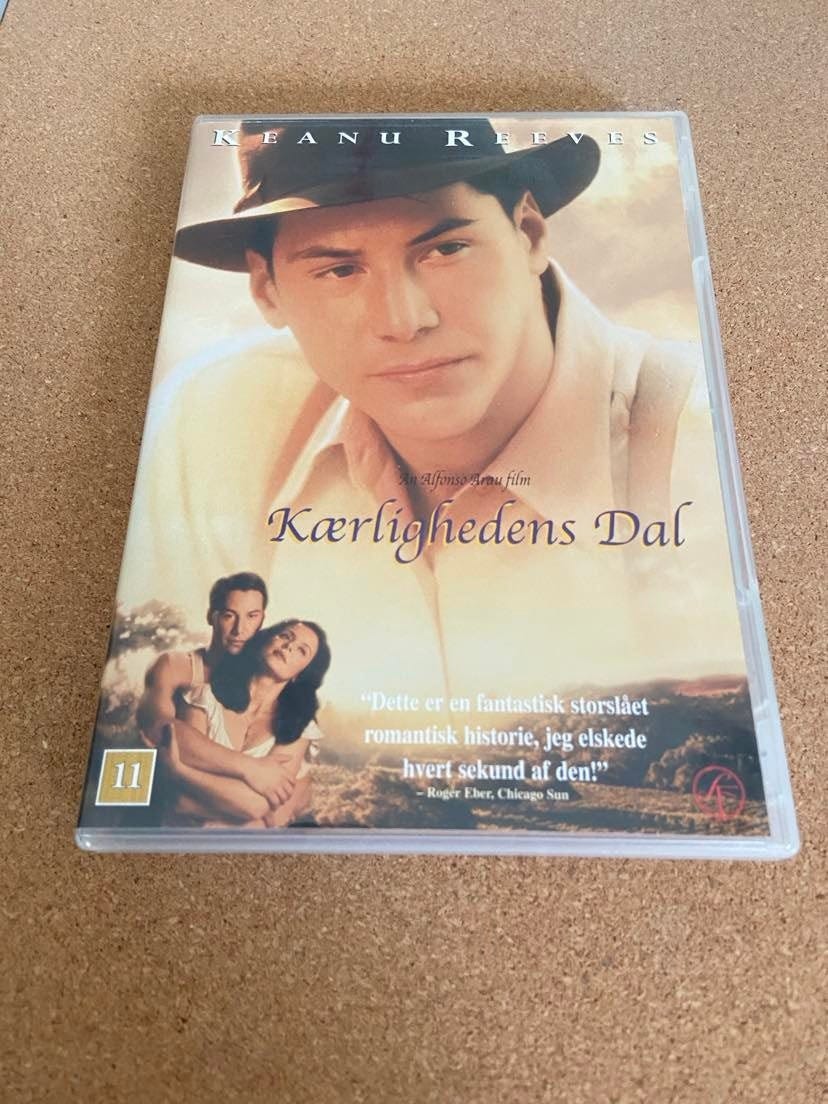 KEANU REEVES
An Alfonso Arau film
Kærlighedens Dal
"Dette er en fantastisk storslået
romantisk historie, jeg elskede
hvert sekund af den!"
– Roger Eber, Chicago Sun
11